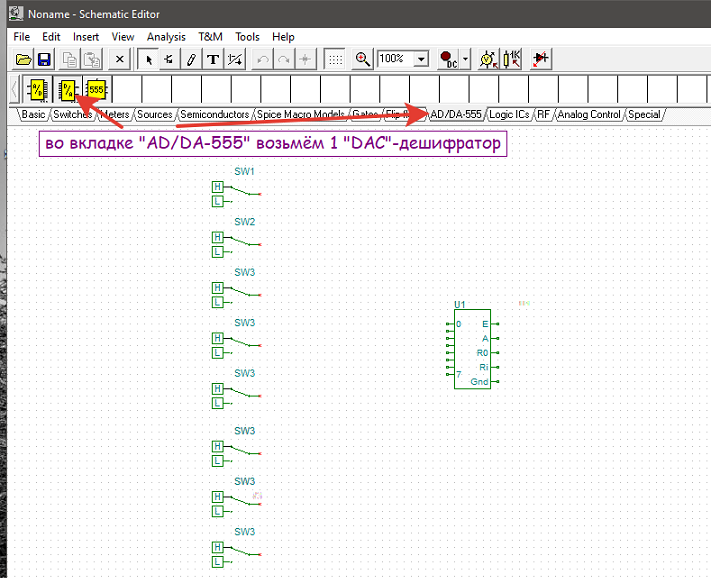 Noname - Schematic Editor
File Edit Insert View Analysis T&M Tools Help
T 100% DC 1K
A/D D/A 555
Basic Switches Meters Sources Semiconductors Spice Macro Models Gates AD/DA-555 Logic ICs RF Analog Control Special
во вкладке "AD/DA-555" возьмём 1 "DAC"-дешифратор
SW1
H
L
SW2
H
L
SW3
H
L
SW3
H
L
SW3
H
L
SW3
H
L
SW3
H
L
SW3
H
L
U1
0 E
A
R0
Ri
7
Gnd